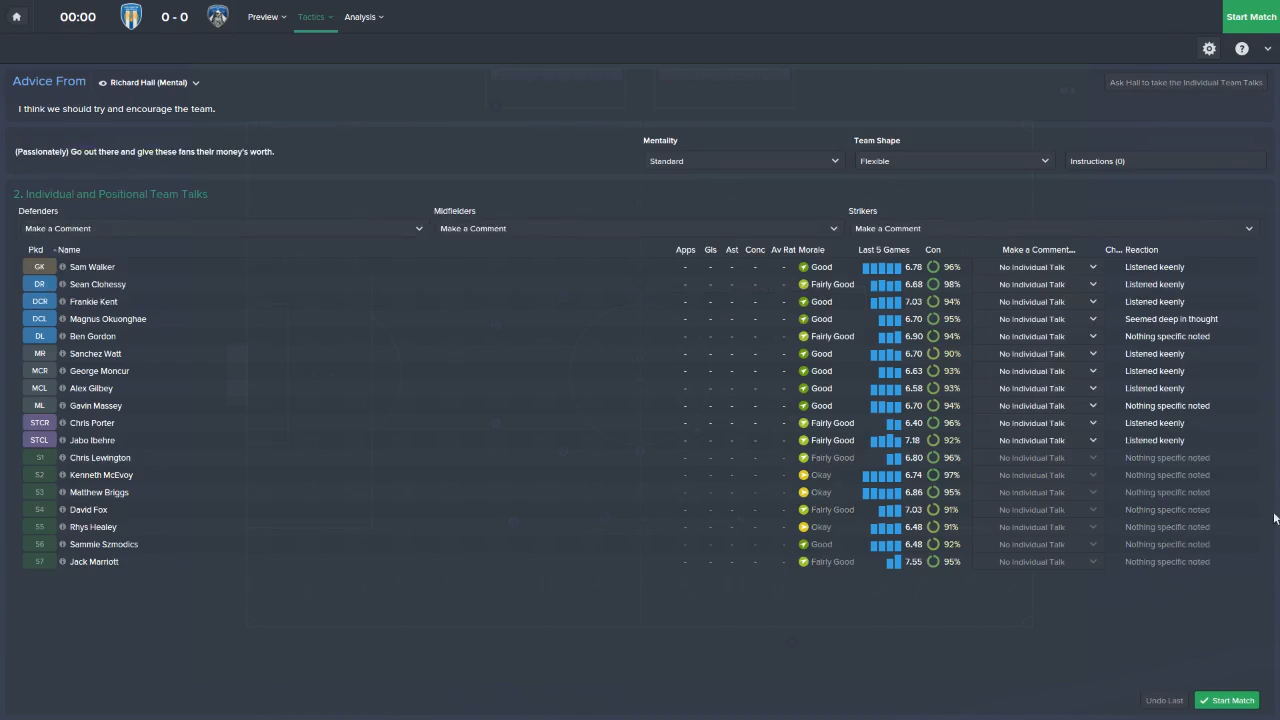 00:00 0 - 0 Preview Tactics Analysis Start Match
Advice From Richard Hall (Mental) Ask Hall to take the Individual Team Talks
I think we should try and encourage the team.
Mentality Team Shape
(Passionately) Go out there and give these fans their money's worth. Standard Flexible Instructions (0)
2. Individual and Positional Team Talks
Defenders Midfielders Strikers
Make a Comment Make a Comment Make a Comment
Pkd Name Apps Gls Ast Conc Av Rat Morale Last 5 Games Con Make a Comment... Ch... Reaction
GK Sam Walker - - - - - Good 6.78 96% No Individual Talk Listened keenly
DR Sean Clohessy - - - - - Fairly Good 6.68 98% No Individual Talk Listened keenly
DCR Frankie Kent - - - - - Good 7.03 94% No Individual Talk Listened keenly
DCL Magnus Okuonghae - - - - - Good 6.70 95% No Individual Talk Seemed deep in thought
DL Ben Gordon - - - - - Fairly Good 6.90 94% No Individual Talk Nothing specific noted
MR Sanchez Watt - - - - - Good 6.70 90% No Individual Talk Listened keenly
MCR George Moncur - - - - - Good 6.63 93% No Individual Talk Listened keenly
MCL Alex Gilbey - - - - - Good 6.58 93% No Individual Talk Listened keenly
ML Gavin Massey - - - - - Good 6.70 94% No Individual Talk Nothing specific noted
STCR Chris Porter - - - - - Fairly Good 6.40 96% No Individual Talk Listened keenly
STCL Jabo Ibehre - - - - - Fairly Good 7.18 92% No Individual Talk Listened keenly
S1 Chris Lewington - - - - - Fairly Good 6.80 96% No Individual Talk Nothing specific noted
S2 Kenneth McEvoy - - - - - Okay 6.74 97% No Individual Talk Nothing specific noted
S3 Matthew Briggs - - - - - Okay 6.86 95% No Individual Talk Nothing specific noted
S4 David Fox - - - - - Fairly Good 7.03 91% No Individual Talk Nothing specific noted
S5 Rhys Healey - - - - - Okay 6.48 91% No Individual Talk Nothing specific noted
S6 Sammie Szmodics - - - - - Good 6.48 92% No Individual Talk Nothing specific noted
S7 Jack Marriott - - - - - Fairly Good 7.55 95% No Individual Talk Nothing specific noted
Undo Last Start Match